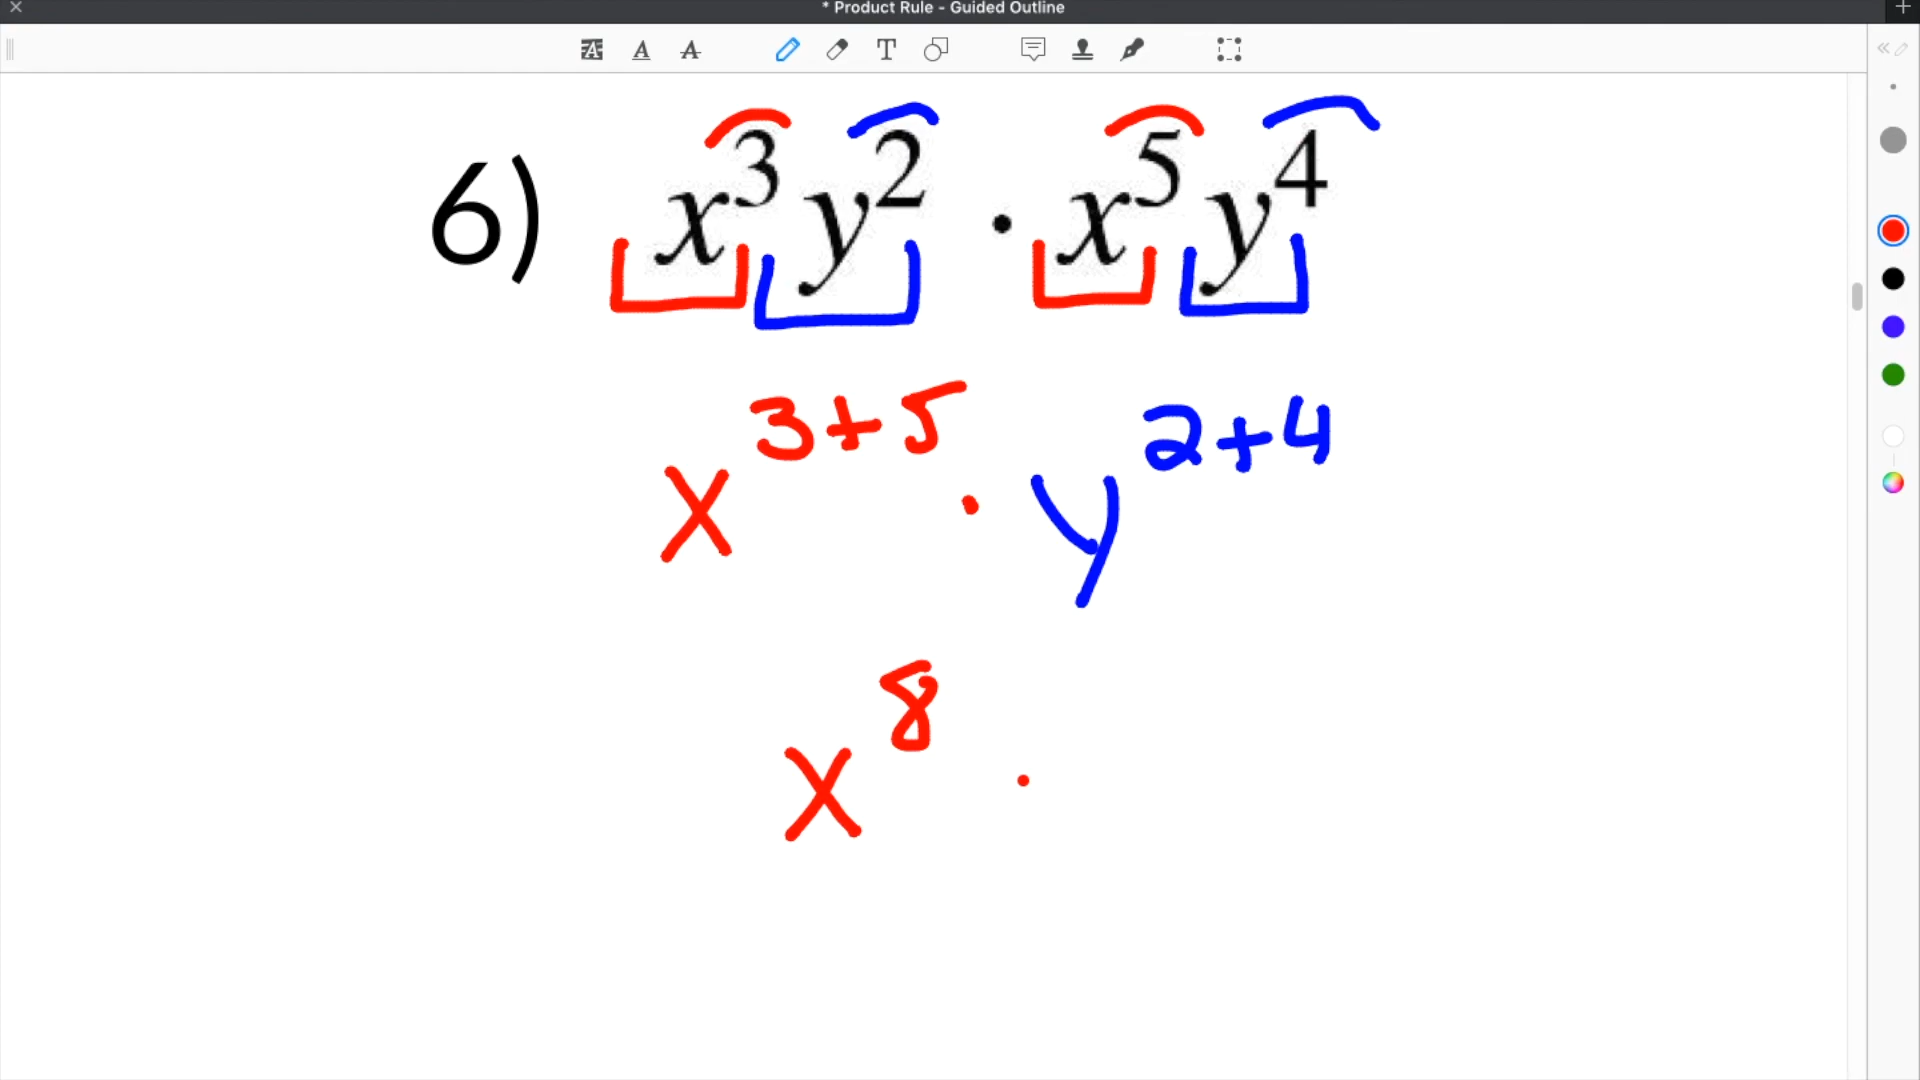 * Product Rule - Guided Outline
A A A T
6) x³y² · x⁵y⁴
x³⁺⁵ · y²⁺⁴
x⁸ ·